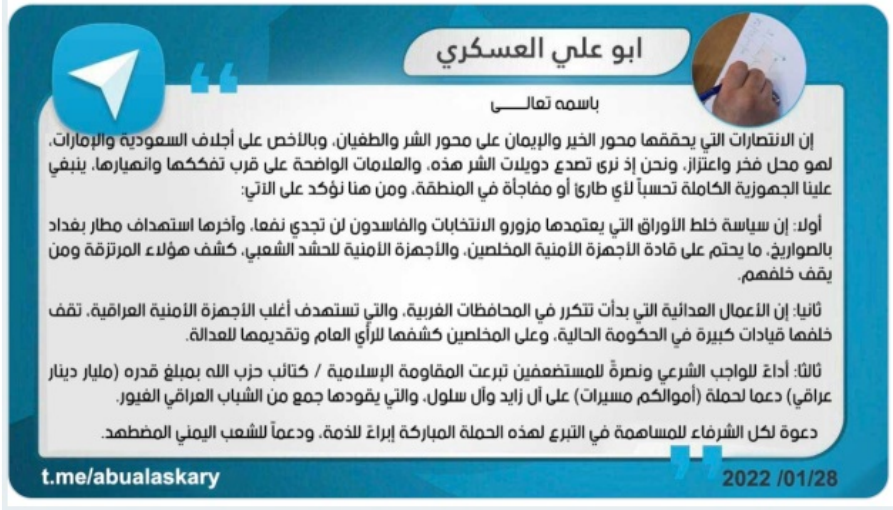 ابو علي العسكري
باسمه تعالـــى
إن الانتصارات التي يحققها محور الخير والإيمان على محور الشر والطغيان، وبالأخص على أجلاف السعودية والإمارات،
لهو محل فخر واعتزاز، ونحن إذ نرى تصدع دويلات الشر هذه، والعلامات الواضحة على قرب تفككها وانهيارها، ينبغي
علينا الجهوزية الكاملة تحسباً لأي طارئ أو مفاجأة في المنطقة، ومن هنا نؤكد على الآتي:
أولا: إن سياسة خلط الأوراق التي يعتمدها مزورو الانتخابات والفاسدون لن تجدي نفعا، وآخرها استهداف مطار بغداد
بالصواريخ، ما يحتم على قادة الأجهزة الأمنية المخلصين، والأجهزة الأمنية للحشد الشعبي، كشف هؤلاء المرتزقة ومن
يقف خلفهم.
ثانيا: إن الأعمال العدائية التي بدأت تتكرر في المحافظات الغربية، والتي تستهدف أغلب الأجهزة الأمنية العراقية، تقف
خلفها قيادات كبيرة في الحكومة الحالية، وعلى المخلصين كشفها للرأي العام وتقديمها للعدالة.
ثالثا: أداءً للواجب الشرعي ونصرةً للمستضعفين تبرعت المقاومة الإسلامية / كتائب حزب الله بمبلغ قدره (مليار دينار
عراقي) دعما لحملة (أموالكم مسيرات) على آل زايد وآل سلول، والتي يقودها جمع من الشباب العراقي الغيور.
دعوة لكل الشرفاء للمساهمة في التبرع لهذه الحملة المباركة إبراءً للذمة، ودعماً للشعب اليمني المضطهد.
t.me/abualaskary
2022 /01/28